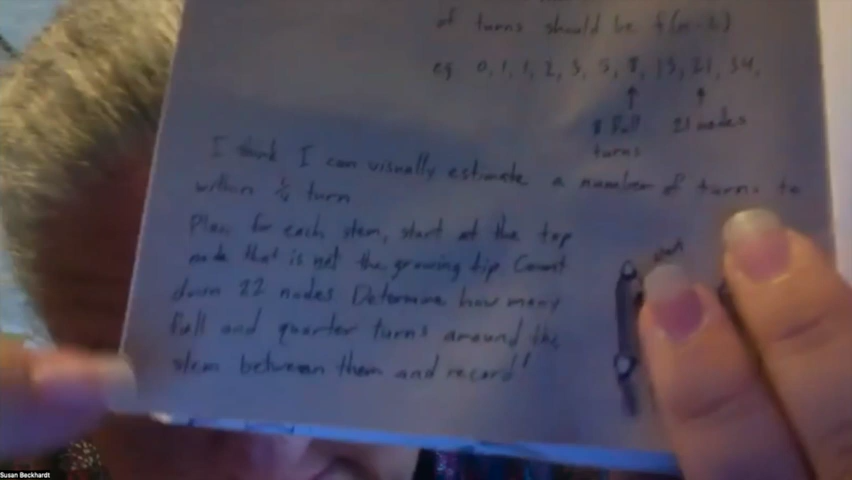 of turns should be f(n-2)
eg 0, 1, 1, 2, 3, 5, 8, 13, 21, 34,
8 Full 21 nodes
turns
I think I can visually estimate a number of turns to
within 1/4 turn
Plan for each stem, start at the top
node that is not the growing tip Count
down 22 nodes Determine how many
full and quarter turns around the
stem between them and record!
start
Susan Beckhardt